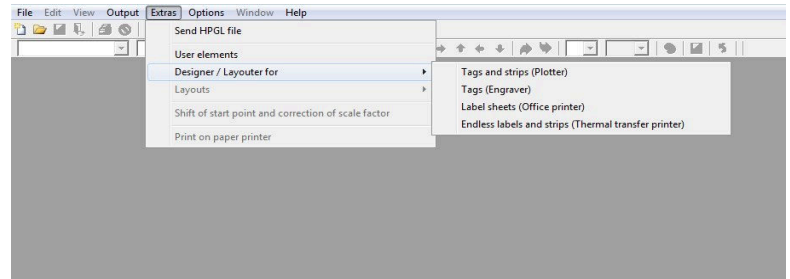 File Edit View Output Extras Options Window Help
Send HPGL file
User elements
Designer / Layouter for
Tags and strips (Plotter)
Layouts
Tags (Engraver)
Label sheets (Office printer)
Shift of start point and correction of scale factor
Endless labels and strips (Thermal transfer printer)
Print on paper printer